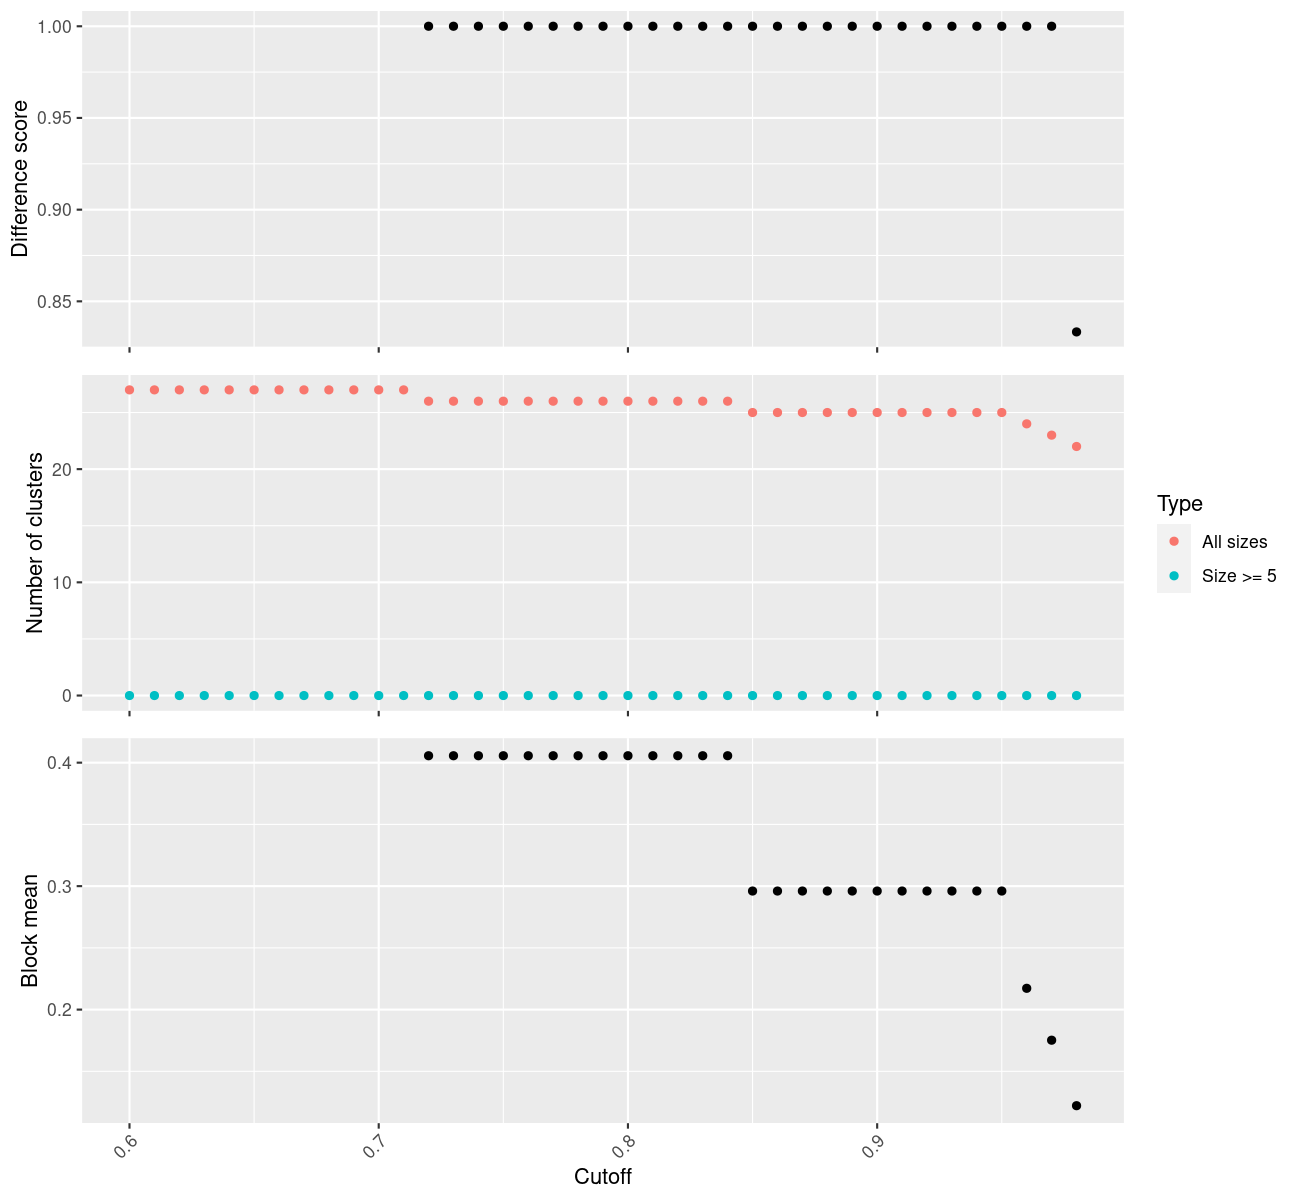 1.00
0.95
0.90
0.85
Difference score
20
10
0
Number of clusters
Type
All sizes
Size >= 5
0.4
0.3
0.2
Block mean
0.6
0.7
0.8
0.9
Cutoff